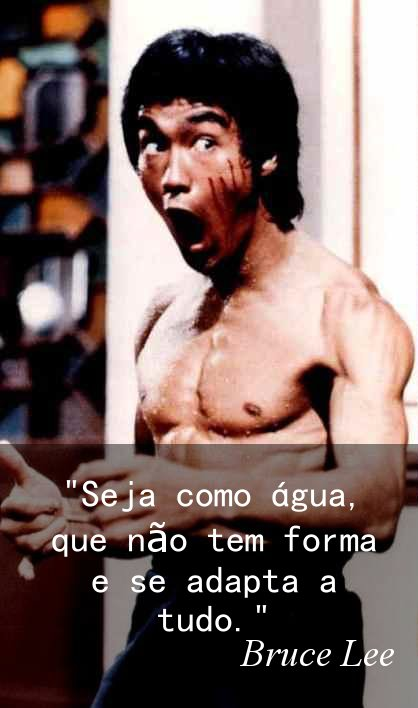 "Seja como água,
que não tem forma
e se adapta a
tudo."
Bruce Lee